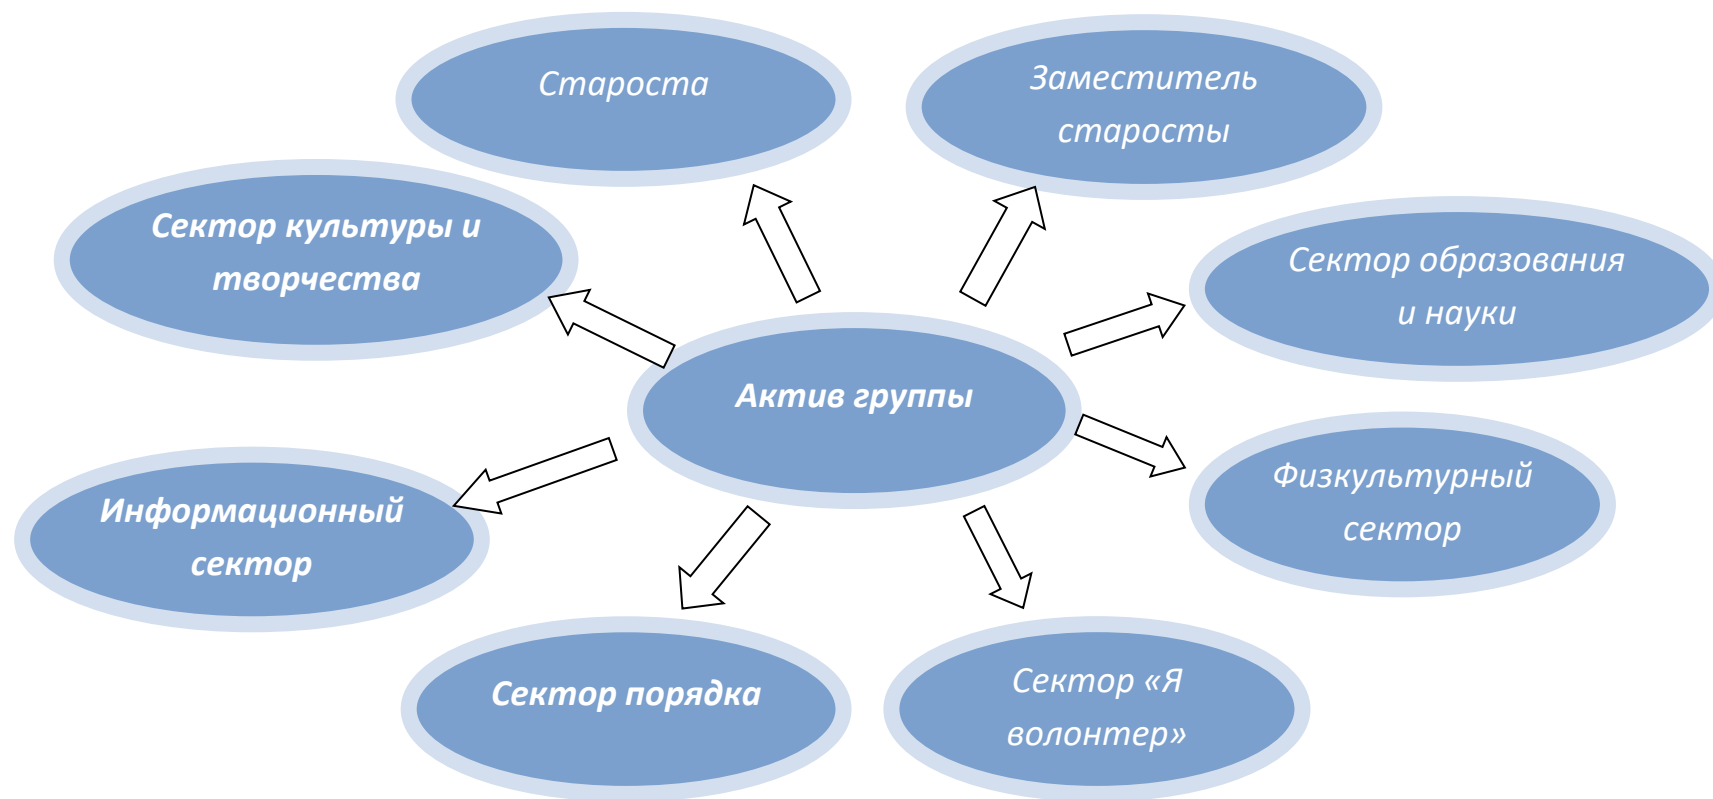 Староста
Заместитель
старосты
Сектор культуры и
творчества
Сектор образования
и науки
Актив группы
Информационный
сектор
Физкультурный
сектор
Сектор порядка
Сектор «Я
волонтер»